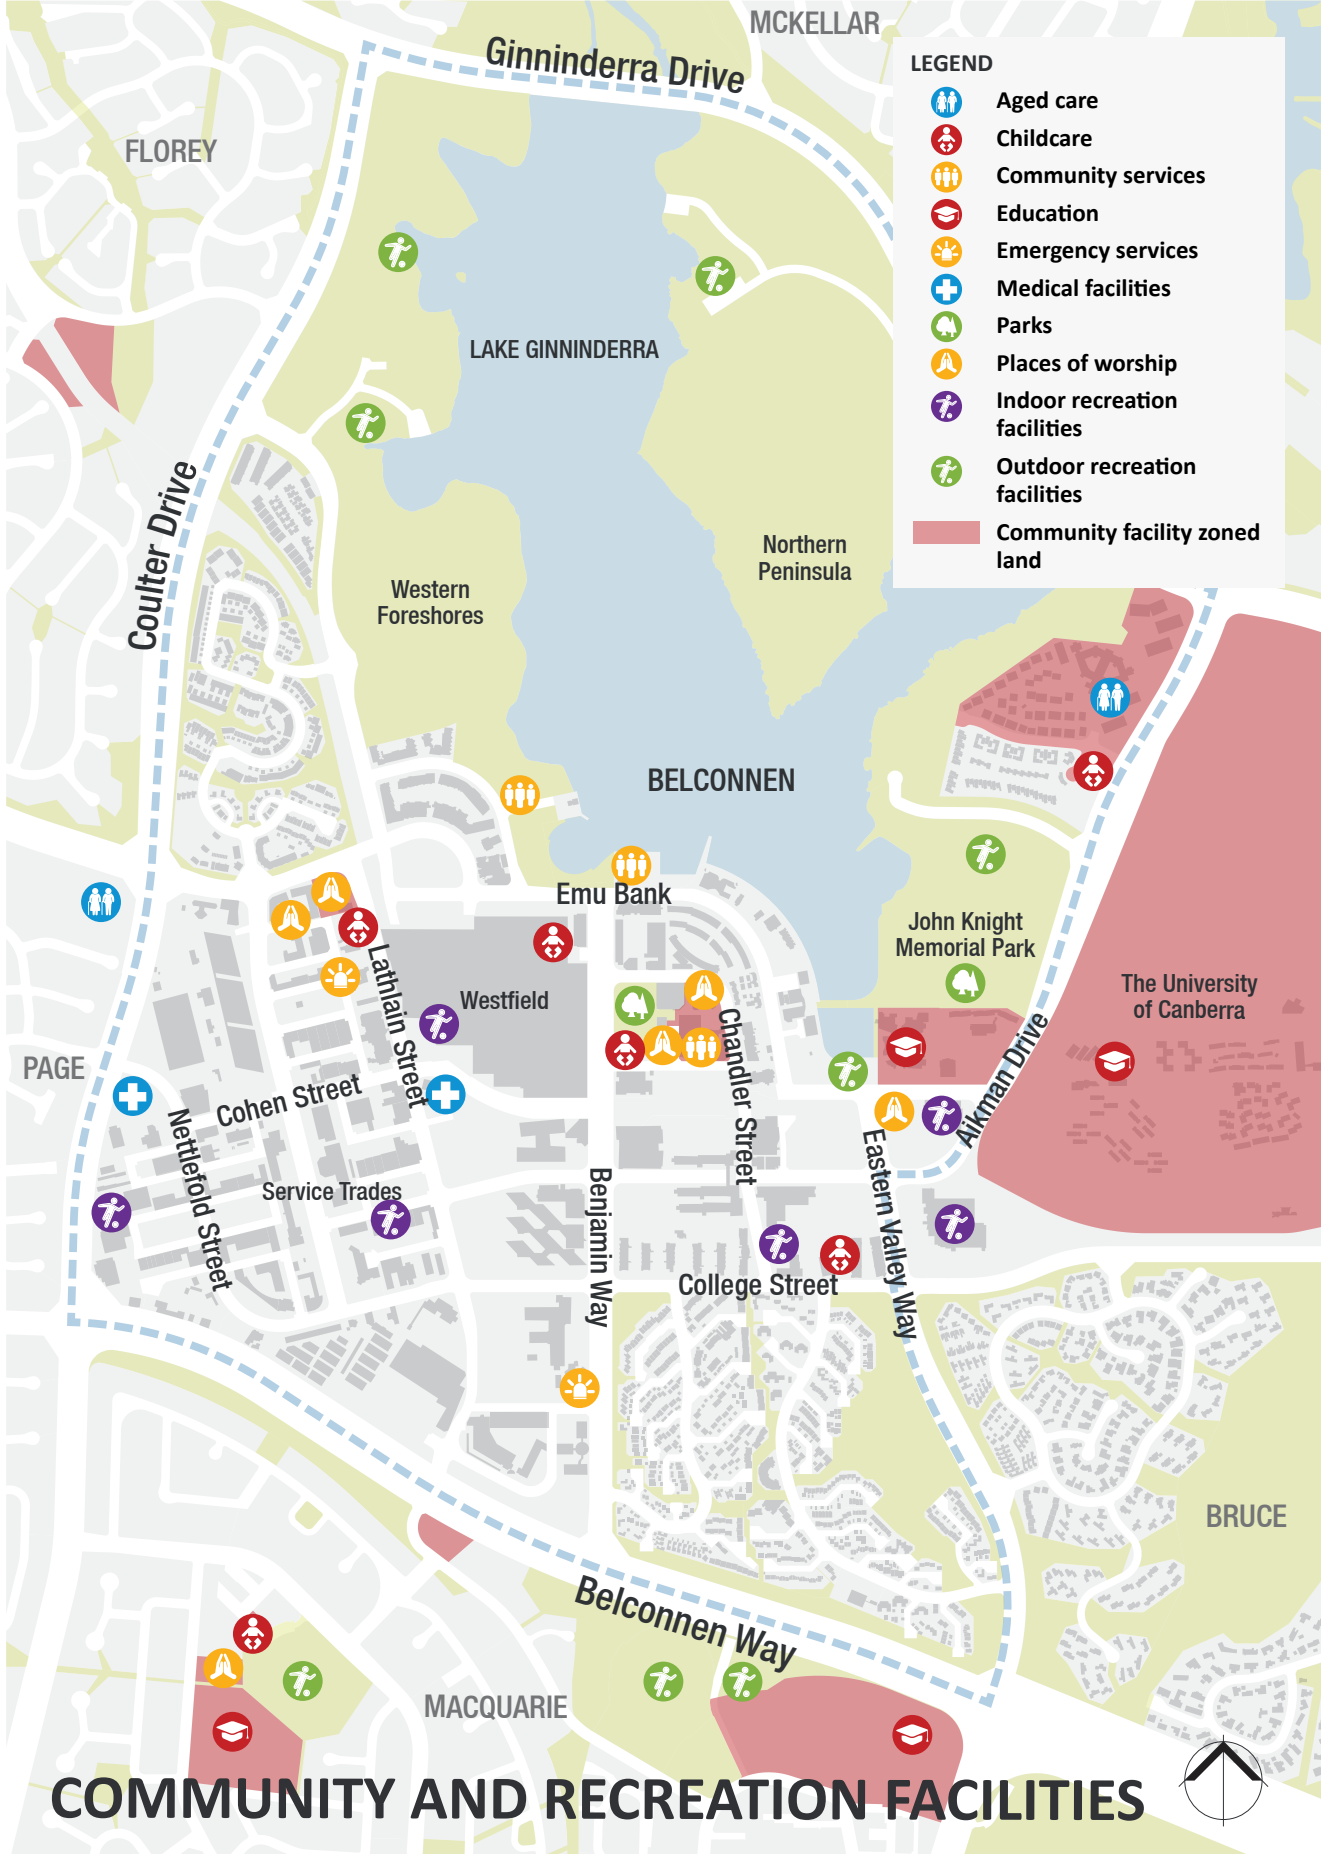 MCKELLAR
Ginninderra Drive
LEGEND
Aged care
Childcare
Community services
Education
Emergency services
Medical facilities
Parks
Places of worship
Indoor recreation
facilities
Outdoor recreation
facilities
Community facility zoned
land
FLOREY
LAKE GINNINDERRA
Coulter Drive
Northern
Peninsula
Western
Foreshores
BELCONNEN
Emu Bank
John Knight
Memorial Park
Lathlain Street
Westfield
The University
of Canberra
Chandler Street
PAGE
Cohen Street
Aikman Drive
Nettlefold Street
Service Trades
Benjamin Way
Eastern Valley Way
College Street
BRUCE
Belconnen Way
MACQUARIE
COMMUNITY AND RECREATION FACILITIES